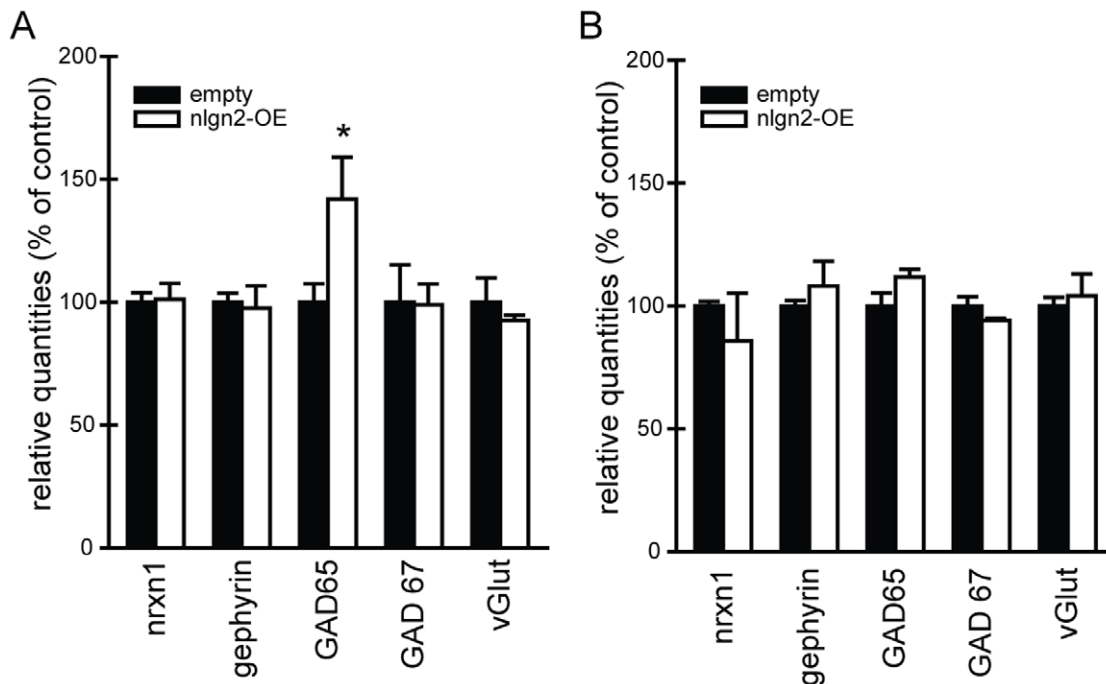 A
relative quantities (% of control)
200
150
100
50
0
empty
nlgn2-OE
*
nrxn1
gephyrin
GAD65
GAD 67
vGlut
B
relative quantities (% of control)
200
150
100
50
0
empty
nlgn2-OE
nrxn1
gephyrin
GAD65
GAD 67
vGlut